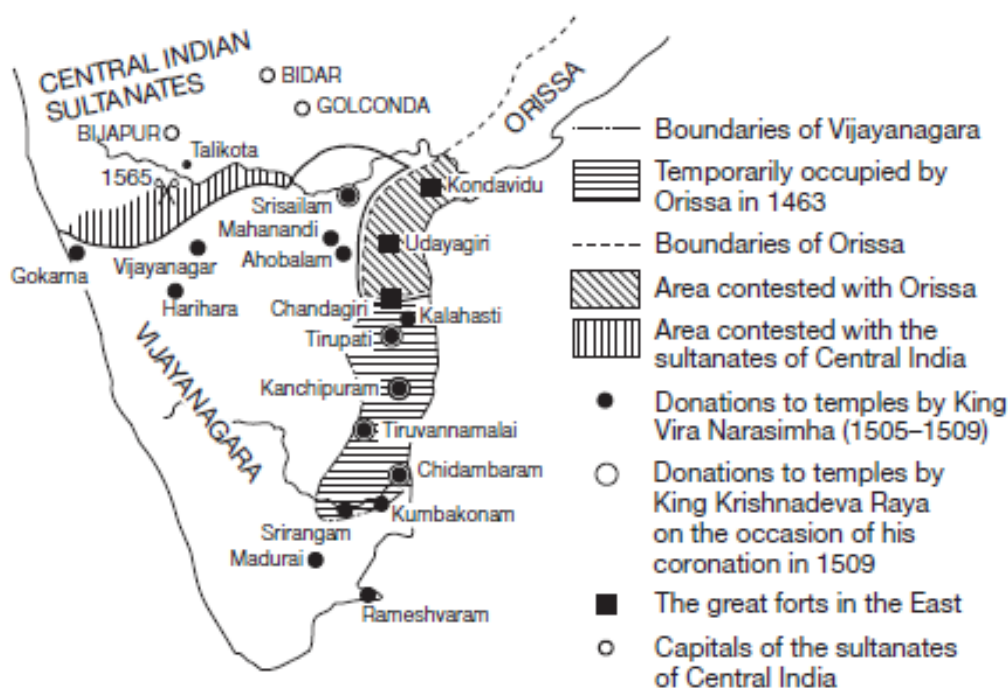 CENTRAL INDIAN
SULTANATES
BIDAR
GOLCONDA
BIJAPUR
Talikota
1565
ORISSA
Kondavidu
Srisailam
Mahanandi
Udayagiri
Ahobalam
Gokarna
Vijayanagar
Harihara
Chandagiri
Kalahasti
Tirupati
VIJAYANAGARA
Kanchipuram
Tiruvannamalai
Chidambaram
Kumbakonam
Srirangam
Madurai
Rameshvaram
Boundaries of Vijayanagara
Temporarily occupied by
Orissa in 1463
Boundaries of Orissa
Area contested with Orissa
Area contested with the
sultanates of Central India
Donations to temples by King
Vira Narasimha (1505–1509)
Donations to temples by
King Krishnadeva Raya
on the occasion of his
coronation in 1509
The great forts in the East
Capitals of the sultanates
of Central India